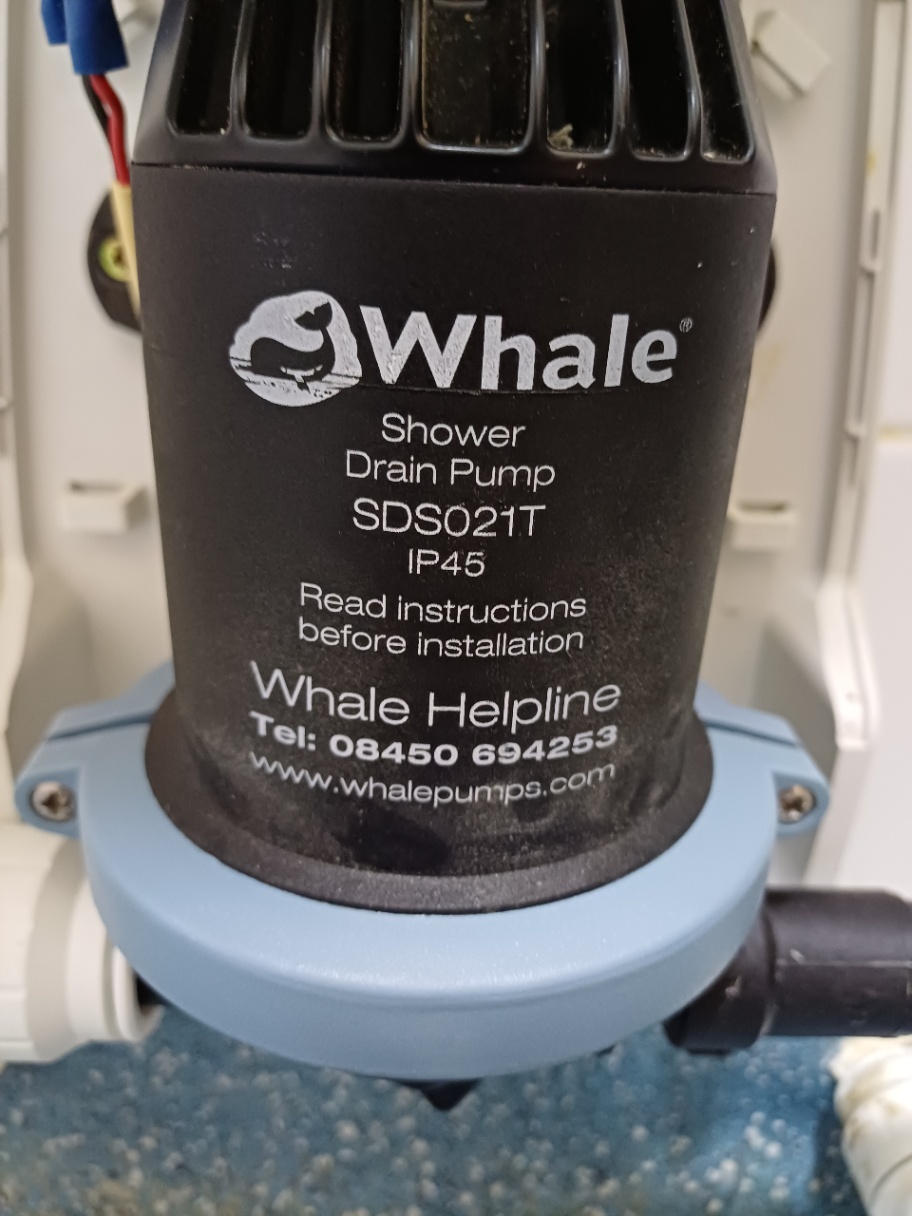 Whale®
Shower
Drain Pump
SDS021T
IP45
Read instructions
before installation
Whale Helpline
Tel: 08450 694253
www.whalepumps.com